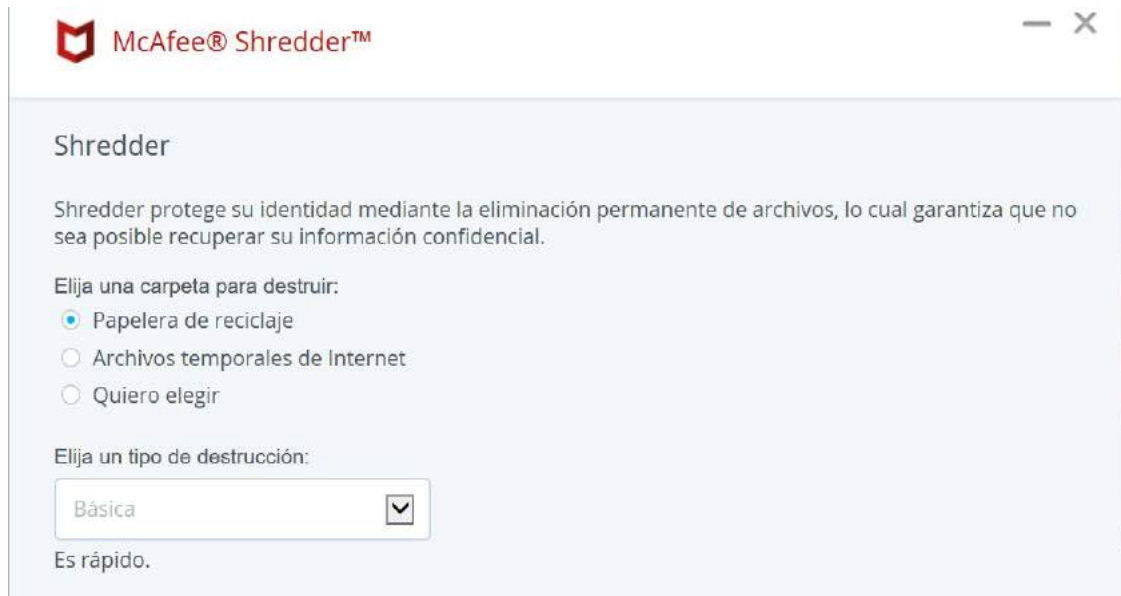 McAfee® Shredder™
Shredder
Shredder protege su identidad mediante la eliminación permanente de archivos, lo cual garantiza que no
sea posible recuperar su información confidencial.
Elija una carpeta para destruir:
Papelera de reciclaje
Archivos temporales de Internet
Quiero elegir
Elija un tipo de destrucción:
Básica
Es rápido.